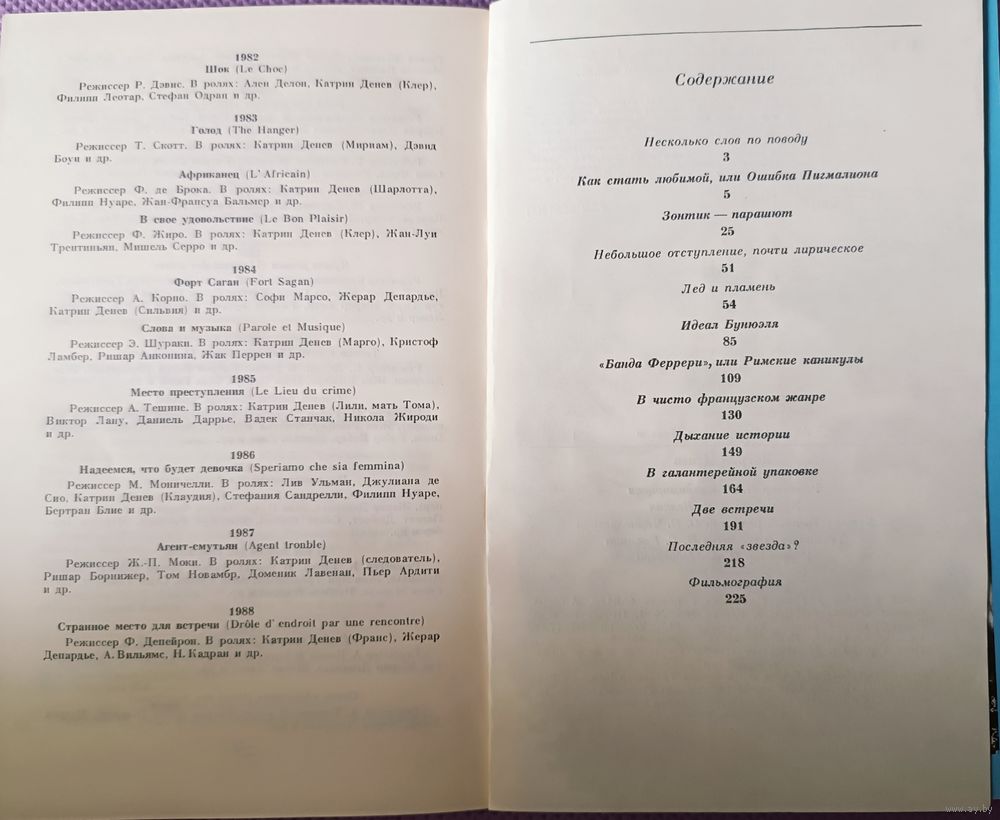 1982
Шок (Le Choc)
Режиссер Р. Дэвис. В ролях: Ален Делон, Катрин Денев (Клер),
Филипп Леотар, Стефан Одран и др.
1983
Голод (The Hanger)
Режиссер Т. Скотт. В ролях: Катрин Денев (Мириам), Дэвид
Боуи и др.
Африканец (L' Africain)
Режиссер Ф. де Брока. В ролях: Катрин Денев (Шарлотта),
Филипп Нуаре, Жан-Франсуа Бальмер и др.
В свое удовольствие (Le Bon Plaisir)
Режиссер Ф. Жиро. В ролях: Катрин Денев (Клер), Жан-Луи
Трентиньян, Мишель Серро и др.
1984
Форт Саган (Fort Sagan)
Режиссер А. Корно. В ролях: Софи Марсо, Жерар Депардье,
Катрин Денев (Сильвия) и др.
Слова и музыка (Parole et Musique)
Режиссер Э. Шураки. В ролях: Катрин Денев (Марго), Кристоф
Ламбер, Ришар Анконина, Жак Перрен и др.
1985
Место преступления (Le Lieu du crime)
Режиссер А. Тешине. В ролях: Катрин Денев (Лили, мать Тома),
Виктор Лану, Даниель Даррье, Вадек Станчак, Никола Жироди
и др.
1986
Надеемся, что будет девочка (Speriamo che sia femmina)
Режиссер М. Моничелли. В ролях: Лив Ульман, Джулиана де
Сио, Катрин Денев (Клаудия), Стефания Сандрелли, Филипп Нуаре,
Бертран Блие и др.
1987
Агент-смутьян (Agent tronble)
Режиссер Ж.-П. Моки. В ролях: Катрин Денев (следователь),
Ришар Борнижер, Том Новамбр, Доменик Лавенан, Пьер Ардити
и др.
1988
Странное место для встречи (Drôle d' endroit par une rencontre)
Режиссер Ф. Депейрон. В ролях: Катрин Денев (Франс), Жерар
Депардье, А. Вильямс, Н. Кадран и др.
Содержание
Несколько слов по поводу
3
Как стать любимой, или Ошибка Пигмалиона
5
Зонтик — парашют
25
Небольшое отступление, почти лирическое
51
Лед и пламень
54
Идеал Бунюэля
85
«Банда Феррери», или Римские каникулы
109
В чисто французском жанре
130
Дыхание истории
149
В галантерейной упаковке
164
Две встречи
191
Последняя «звезда»?
218
Фильмография
225
www.ay.by